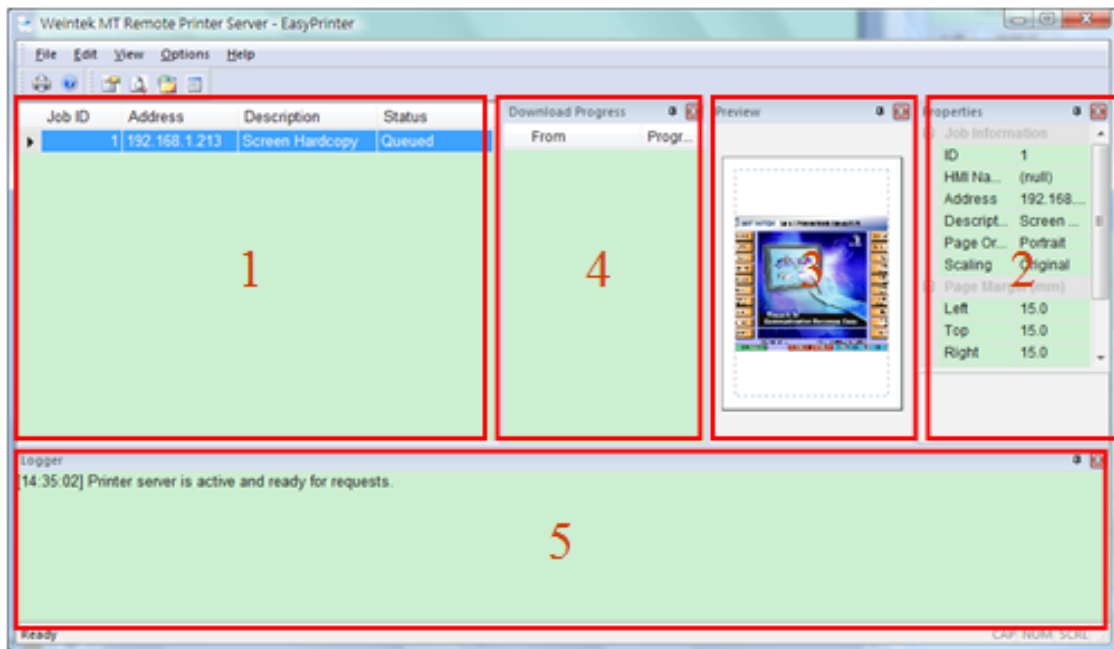 Weintek MT Remote Printer Server - EasyPrinter
File Edit View Options Help
Job ID Address Description Status
1 192.168.1.213 Screen Hardcopy Queued
1
Download Progress
From Progr...
4
Preview
3
roperties
Job Information
ID 1
HMI Na... (null)
Address 192.168....
Descript... Screen ...
Page Or... Portrait
Scaling Original
Page Margin (mm)
Left 15.0
Top 15.0
Right 15.0
2
Logger
[14:35:02] Printer server is active and ready for requests.
5
Ready
CAP NUM SCRL